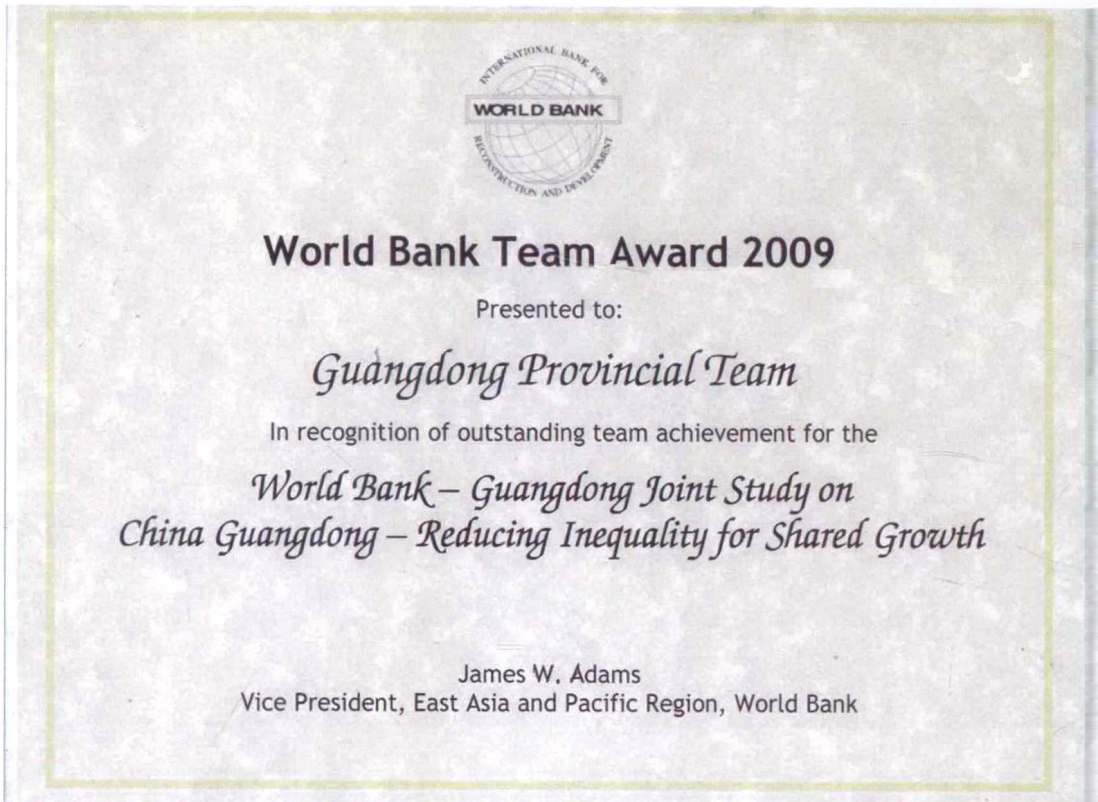 INTERNATIONAL BANK FOR
WORLD BANK
RECONSTRUCTION AND DEVELOPMENT
World Bank Team Award 2009
Presented to:
Guangdong Provincial Team
In recognition of outstanding team achievement for the
World Bank – Guangdong Joint Study on
China Guangdong – Reducing Inequality for Shared Growth
James W. Adams
Vice President, East Asia and Pacific Region, World Bank